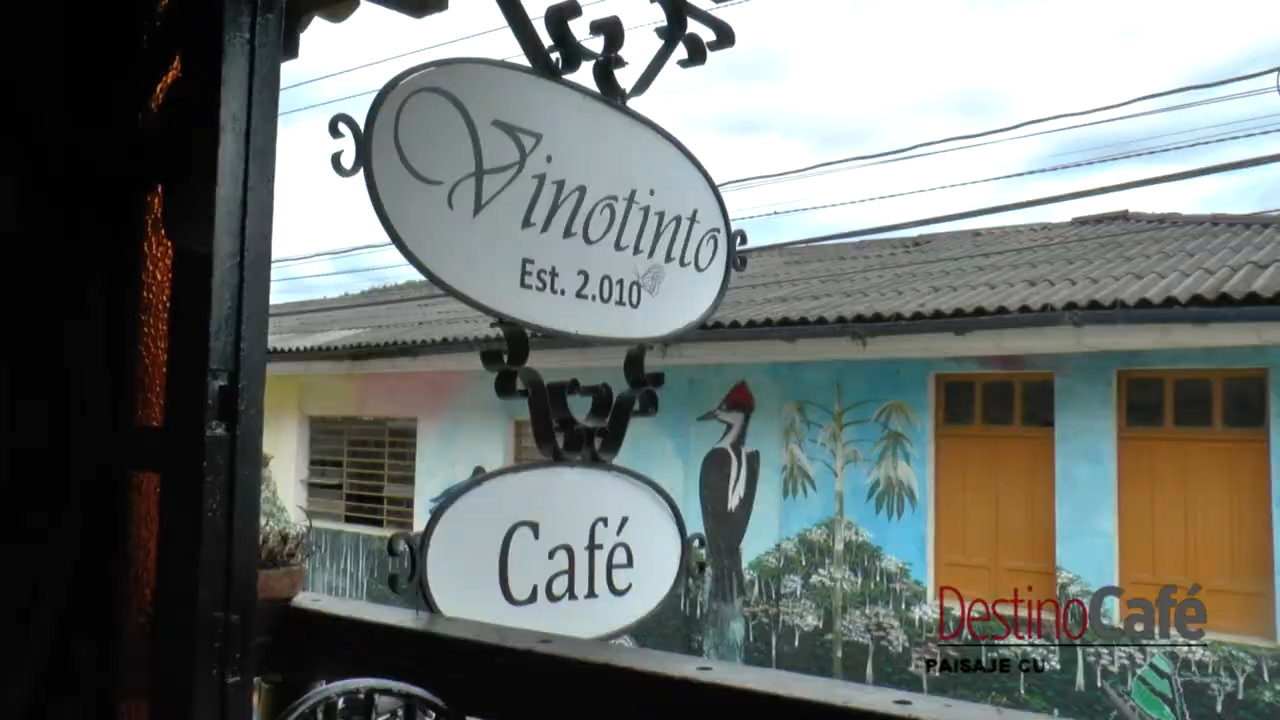 Vinotinto
Est. 2.010
Café
DestinoCafé
PAISAJE CU